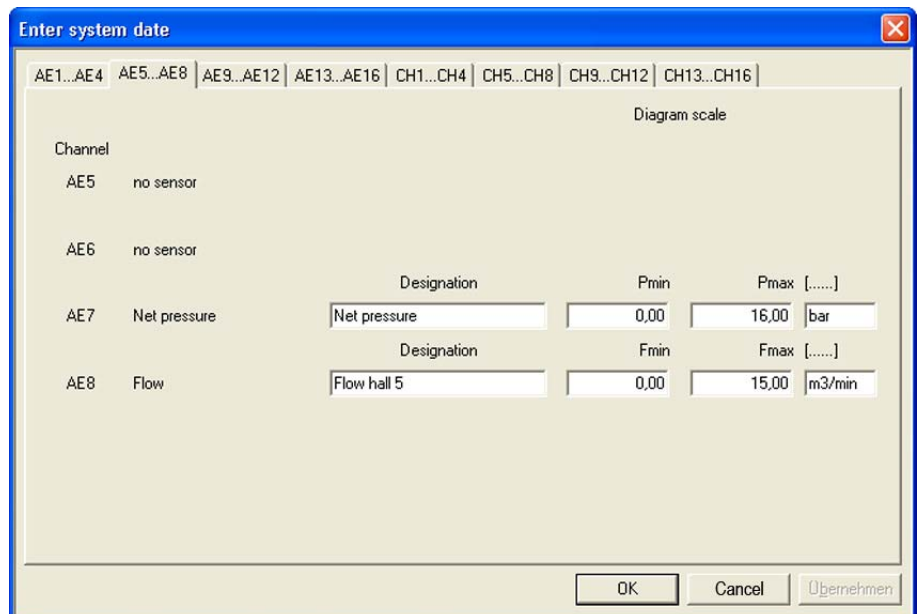 Enter system date
AE1...AE4 AE5...AE8 AE9...AE12 AE13...AE16 CH1...CH4 CH5...CH8 CH9...CH12 CH13...CH16
Diagram scale
Channel
AE5 no sensor
AE6 no sensor
Designation Pmin Pmax [......]
AE7 Net pressure Net pressure 0,00 16,00 bar
Designation Fmin Fmax [......]
AE8 Flow Flow hall 5 0,00 15,00 m3/min
OK Cancel Übernehmen